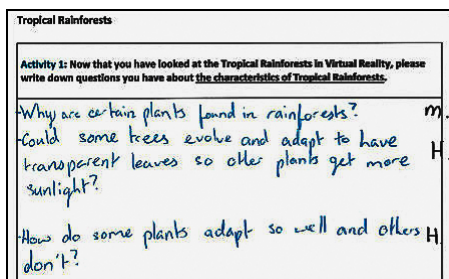 Tropical Rainforests
Activity 1: Now that you have looked at the Tropical Rainforests in Virtual Reality, please
write down questions you have about the characteristics of Tropical Rainforests.
-Why are certain plants found in rainforests? m.
-Could some trees evolve and adapt to have
transparent leaves so other plants get more H.
sunlight?
-How do some plants adapt so well and others H.
don't?